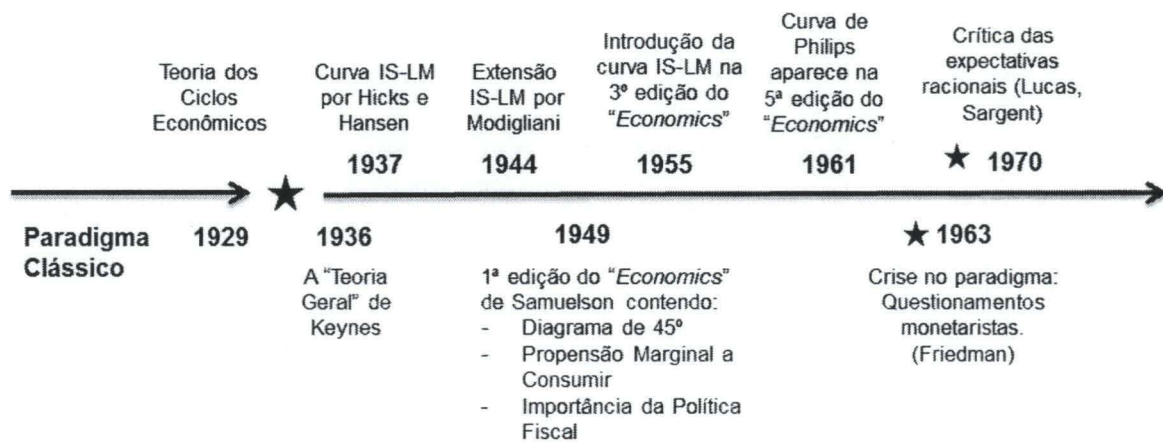 Teoria dos
Ciclos
Econômicos
Curva IS-LM
por Hicks e
Hansen
1937
Extensão
IS-LM por
Modigliani
1944
Introdução da
curva IS-LM na
3º edição do
“Economics”
1955
Curva de
Philips
aparece na
5ª edição do
“Economics”
1961
Crítica das
expectativas
racionais (Lucas,
Sargent)
1970
Paradigma
Clássico
1929
1936
A “Teoria
Geral” de
Keynes
1949
1ª edição do “Economics”
de Samuelson contendo:
- Diagrama de 45º
- Propensão Marginal a
Consumir
- Importância da Política
Fiscal
1963
Crise no paradigma:
Questionamentos
monetaristas.
(Friedman)